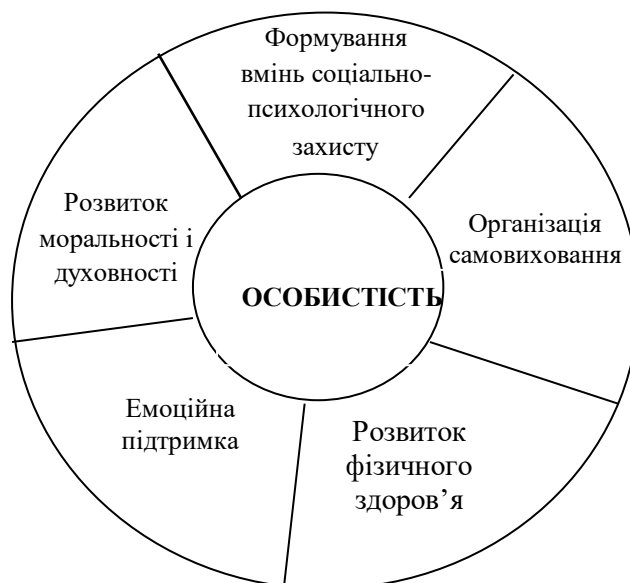 Формування
вмінь соціально-
психологічного
захисту
Розвиток
моральності і
духовності
Організація
самовиховання
ОСОБИСТІСТЬ
Емоційна
підтримка
Розвиток
фізичного
здоров’я